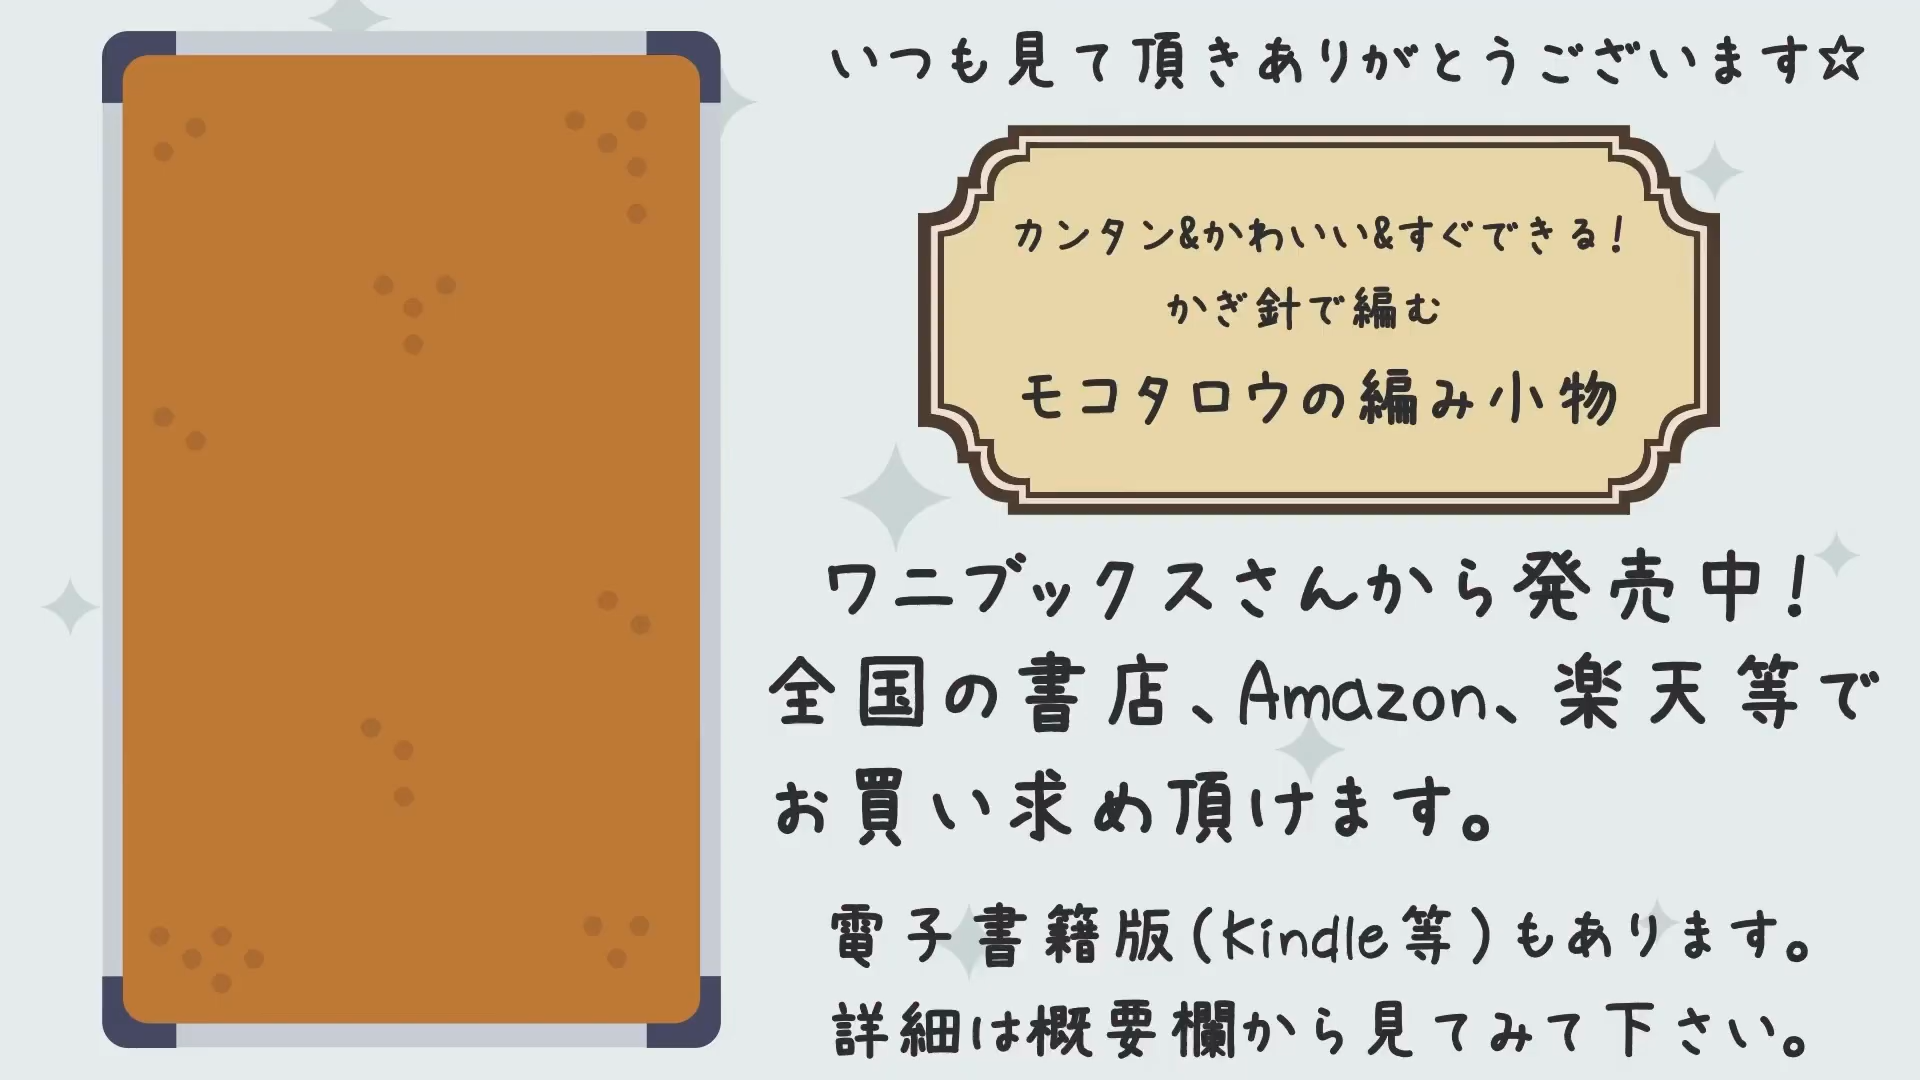 いつも見て頂きありがとうございます☆
カンタン&かわいい&すぐできる!
かぎ針で編む
モコタロウの編み小物
ワニブックスさんから発売中!
全国の書店、Amazon、楽天等で
お買い求め頂けます。
電子書籍版(Kindle等)もあります。
詳細は概要欄から見てみて下さい。